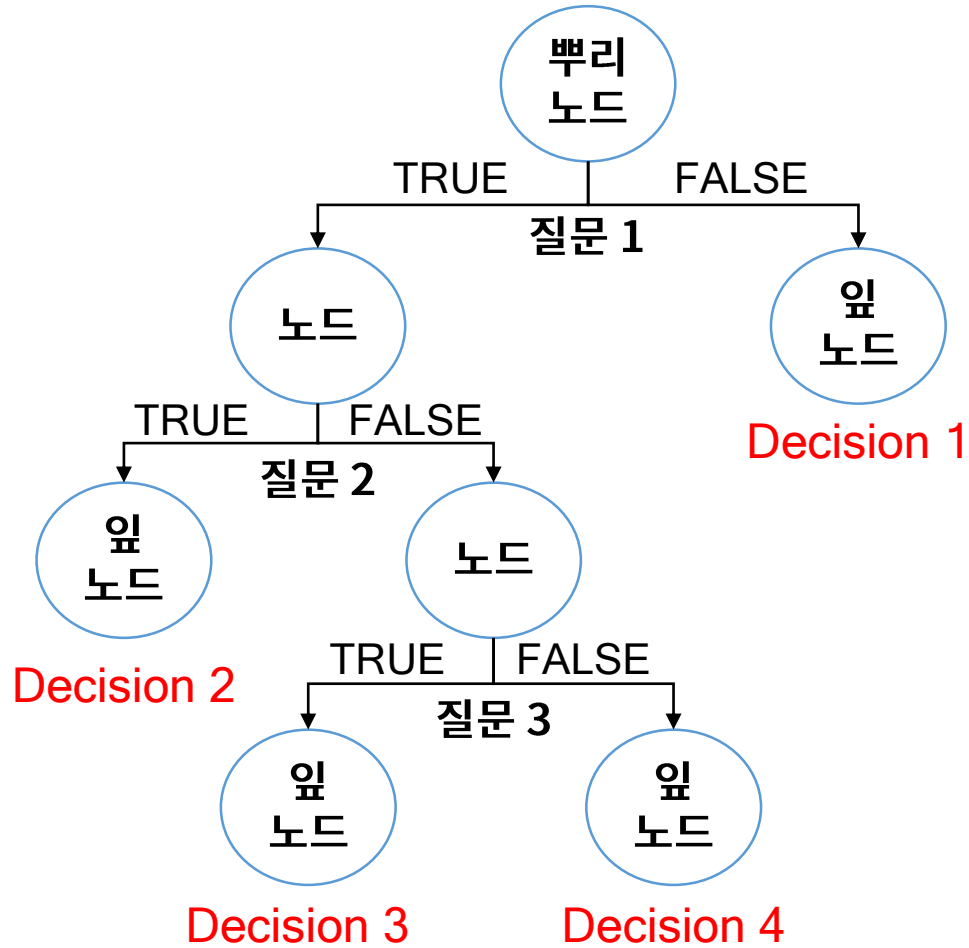 뿌리
노드
TRUE
FALSE
질문 1
노드
잎
노드
Decision 1
TRUE
FALSE
질문 2
잎
노드
Decision 2
노드
TRUE
FALSE
질문 3
잎
노드
Decision 3
잎
노드
Decision 4